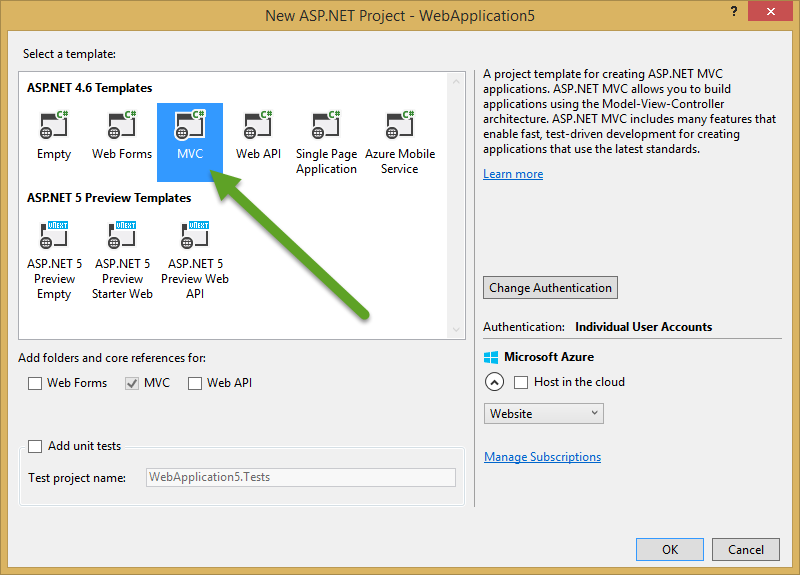 New ASP.NET Project - WebApplication5
?
Select a template:
ASP.NET 4.6 Templates
C# C# C# C# C# C#
Empty Web Forms MVC Web API Single Page Azure Mobile
Application Service
ASP.NET 5 Preview Templates
VNEXT VNEXT VNEXT
ASP.NET 5 ASP.NET 5 ASP.NET 5
Preview Preview Preview Web
Empty Starter Web API
Add folders and core references for:
Web Forms MVC Web API
Add unit tests
Test project name: WebApplication5.Tests
A project template for creating ASP.NET MVC
applications. ASP.NET MVC allows you to build
applications using the Model-View-Controller
architecture. ASP.NET MVC includes many features that
enable fast, test-driven development for creating
applications that use the latest standards.
Learn more
Change Authentication
Authentication: Individual User Accounts
Microsoft Azure
Host in the cloud
Website
Manage Subscriptions
OK Cancel